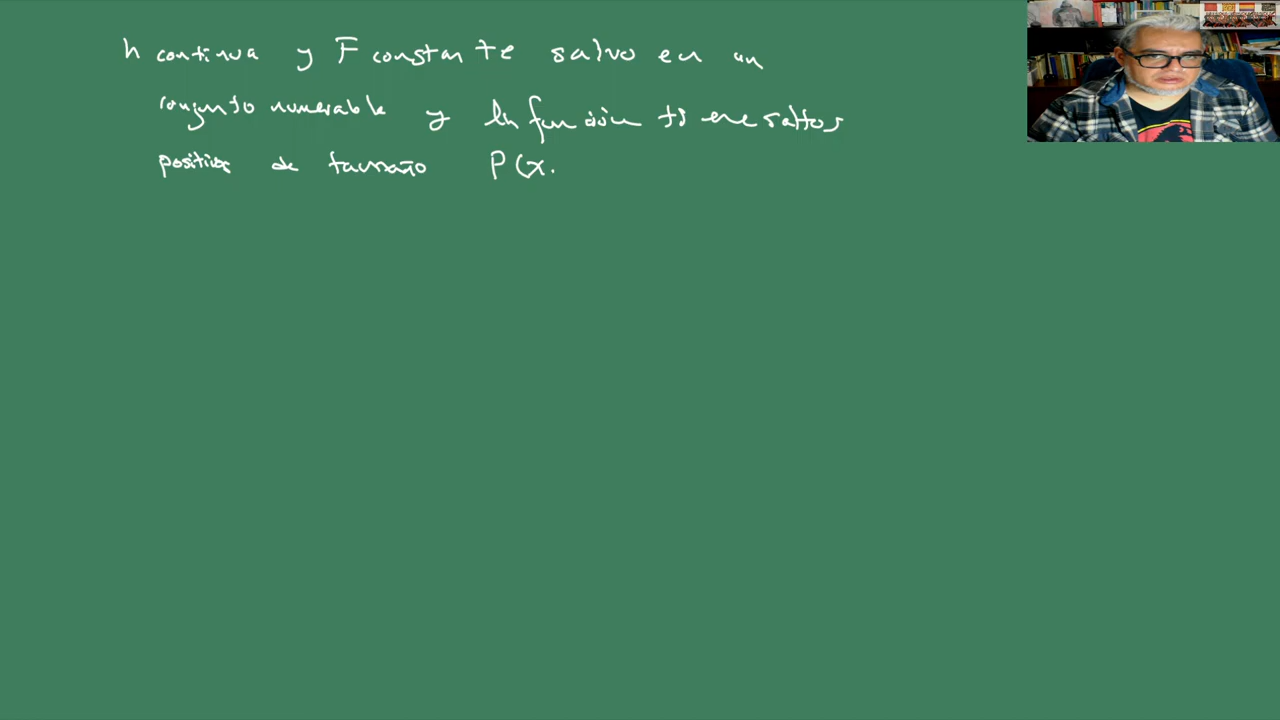 h continua y F constante salvo en un
conjunto numerable y la función tiene saltos
positivos de tamaño P(x